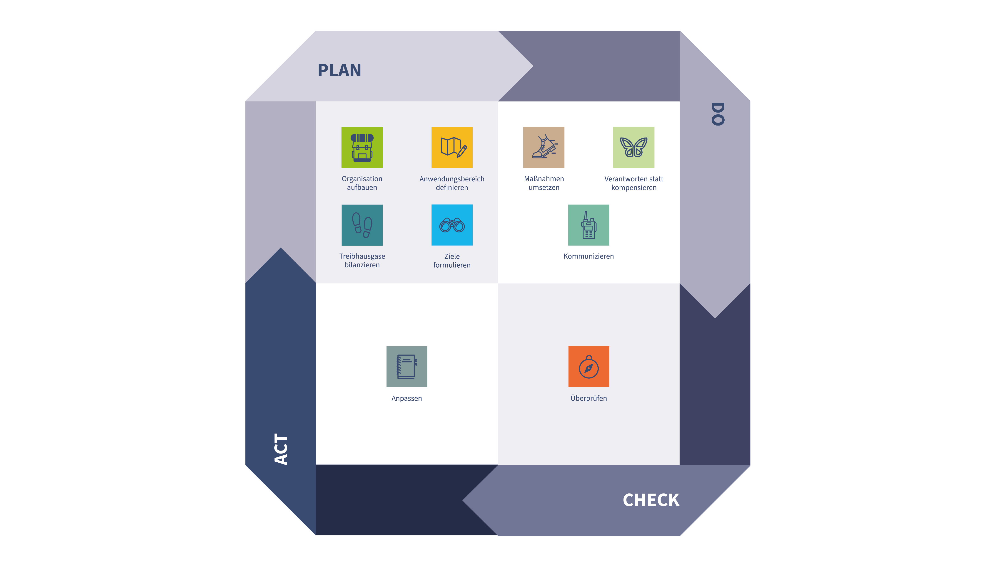 PLAN
DO
Organisation
aufbauen
Anwendungsbereich
definieren
Maßnahmen
umsetzen
Verantworten statt
kompensieren
Treibhausgase
bilanzieren
Ziele
formulieren
Kommunizieren
Anpassen
Überprüfen
ACT
CHECK